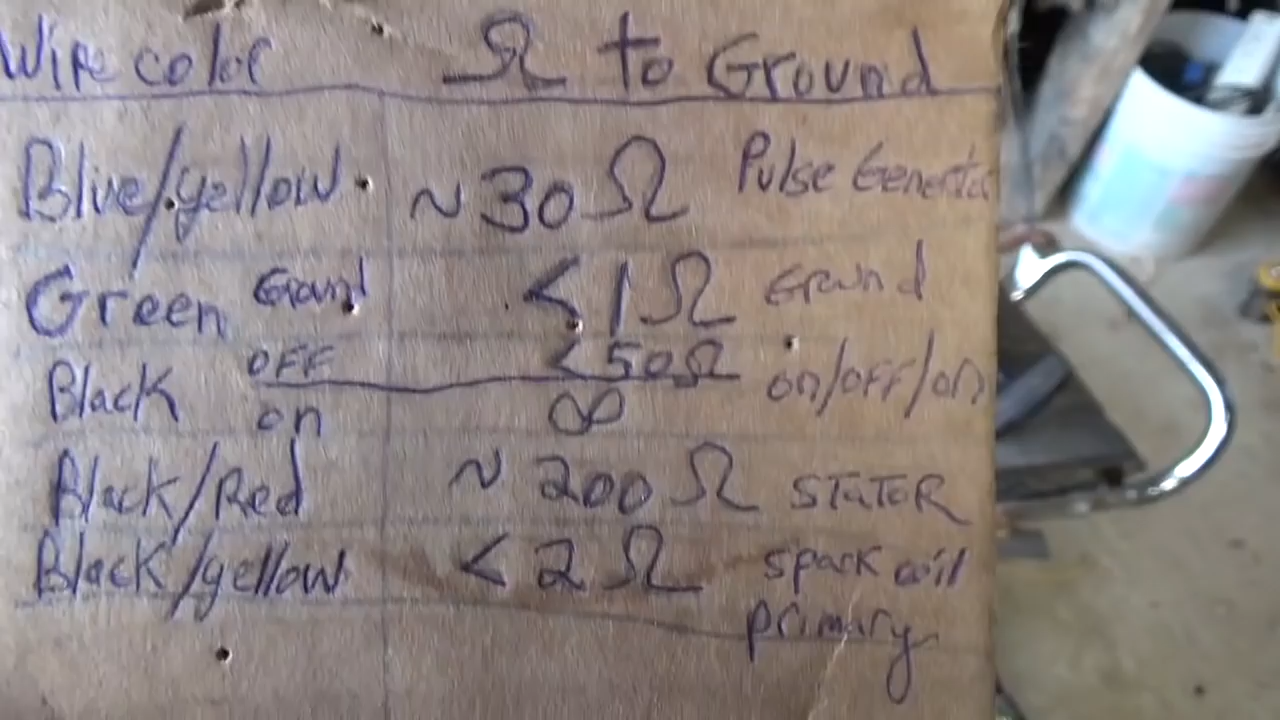 Wire color Ω to Ground
Blue/yellow ~30Ω Pulse Generator
Green Ground <1Ω Ground
Black OFF <50Ω on/OFF/on
on ∞
Black/Red ~200Ω STATOR
Black/yellow <2Ω spark coil
primary